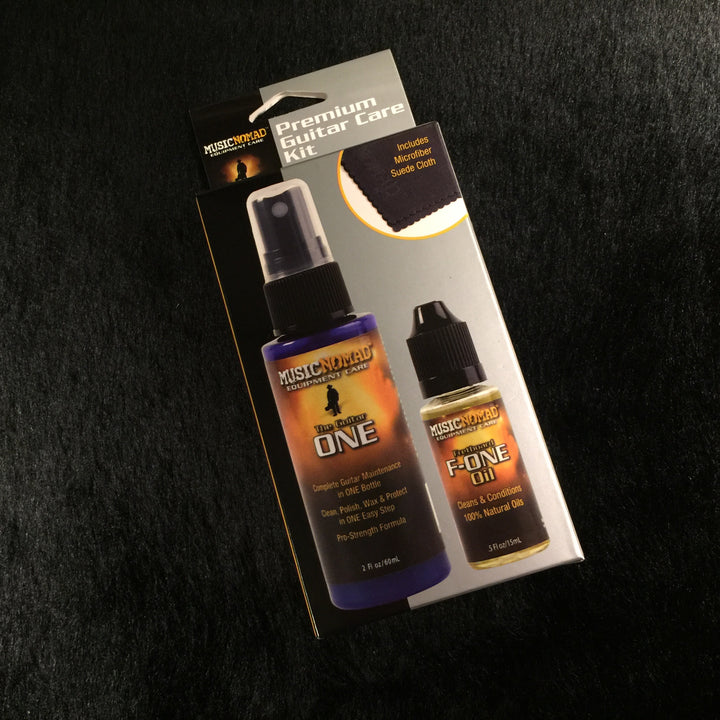 MUSICNOMAD
EQUIPMENT CARE
Premium
Guitar Care
Kit
Includes
Microfiber
Suede Cloth
MUSICNOMAD
EQUIPMENT CARE
The Guitar
ONE
Complete Guitar Maintenance
in ONE Bottle
Clean, Polish, Wax & Protect
in ONE Easy Step
Pro-Strength Formula
2 Fl oz/60mL
MUSICNOMAD
EQUIPMENT CARE
Fretboard
F-ONE
Oil
Cleans & Conditions
100% Natural Oils
.5 Fl oz/15mL